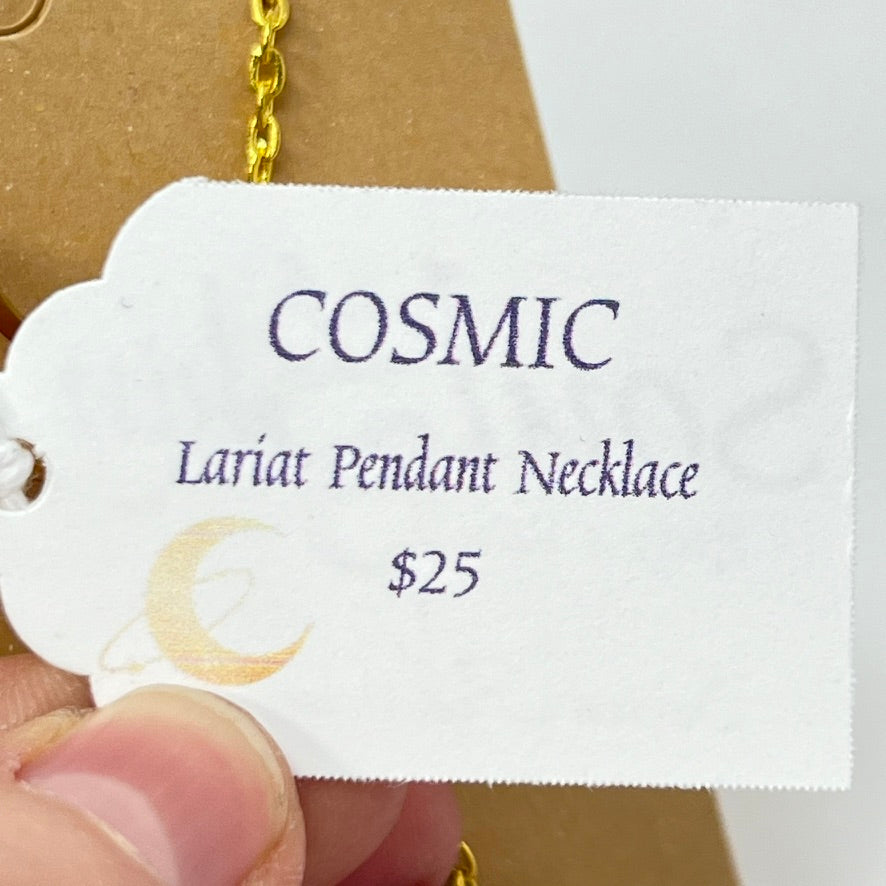 COSMIC
Lariat Pendant Necklace
$25